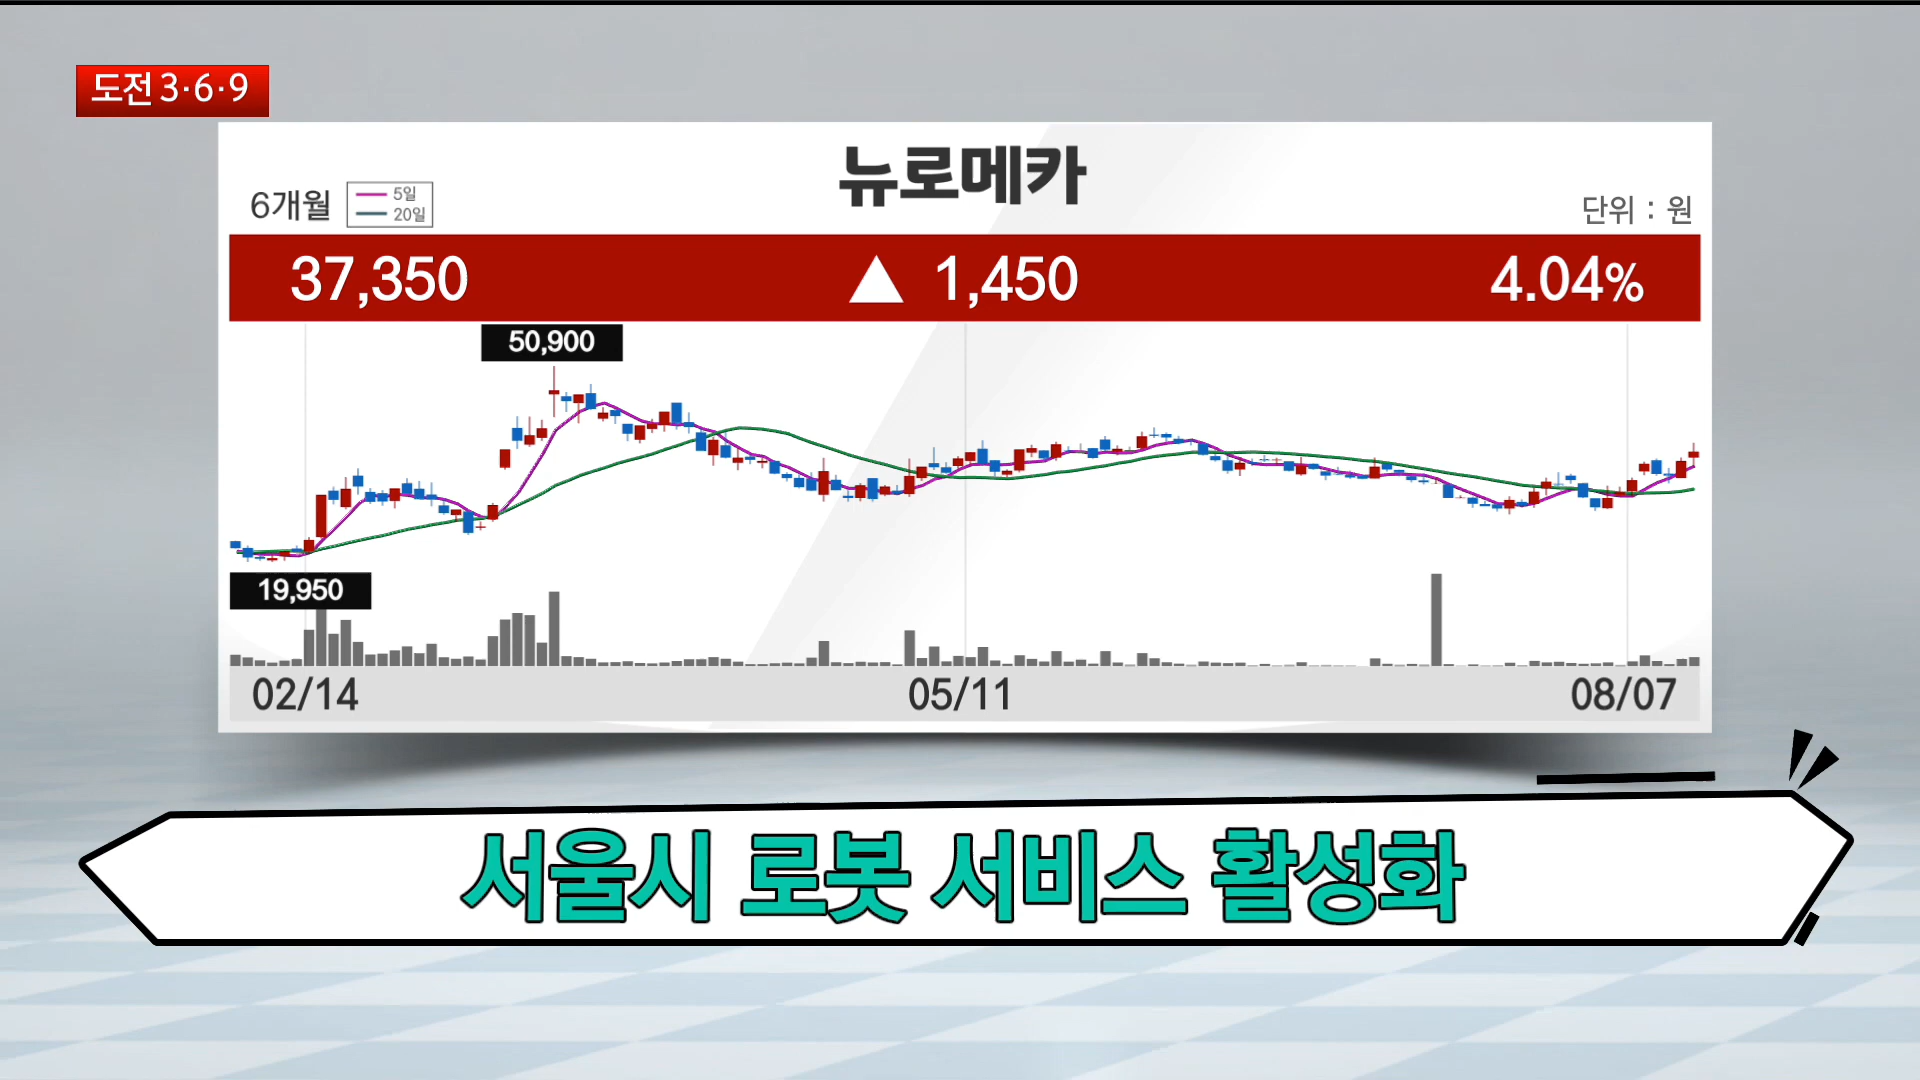 도전 3·6·9
뉴로메카
6개월
5일
20일
단위 : 원
37,350 ▲ 1,450 4.04%
50,900
19,950
02/14 05/11 08/07
서울시 로봇 서비스 활성화